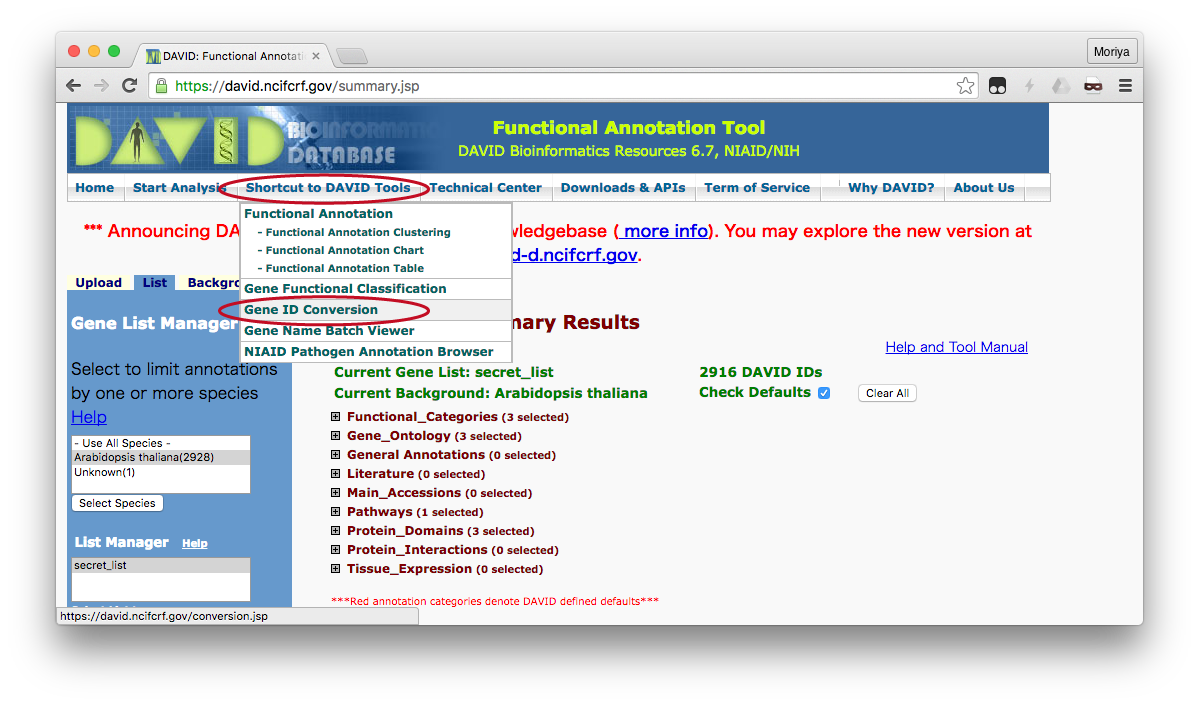 DAVID: Functional Annotati
Moriya
https://david.ncifcrf.gov/summary.jsp
DAVID BIOINFORMATIC
DATABASE
Functional Annotation Tool
DAVID Bioinformatics Resources 6.7, NIAID/NIH
Home Start Analysis Shortcut to DAVID Tools Technical Center Downloads & APIs Term of Service Why DAVID? About Us
*** Announcing DA wledgebase ( more info). You may explore the new version at
d-d.ncifcrf.gov.
Functional Annotation
- Functional Annotation Clustering
- Functional Annotation Chart
- Functional Annotation Table
Gene Functional Classification
Gene ID Conversion
Gene Name Batch Viewer
NIAID Pathogen Annotation Browser
Upload List Backgro
Gene List Manager
Select to limit annotations
by one or more species
Help
- Use All Species -
Arabidopsis thaliana(2928)
Unknown(1)
Select Species
List Manager Help
secret_list
https://david.ncifcrf.gov/conversion.jsp
mary Results
Help and Tool Manual
Current Gene List: secret_list 2916 DAVID IDs
Current Background: Arabidopsis thaliana Check Defaults Clear All
Functional_Categories (3 selected)
Gene_Ontology (3 selected)
General Annotations (0 selected)
Literature (0 selected)
Main_Accessions (0 selected)
Pathways (1 selected)
Protein_Domains (3 selected)
Protein_Interactions (0 selected)
Tissue_Expression (0 selected)
***Red annotation categories denote DAVID defined defaults***